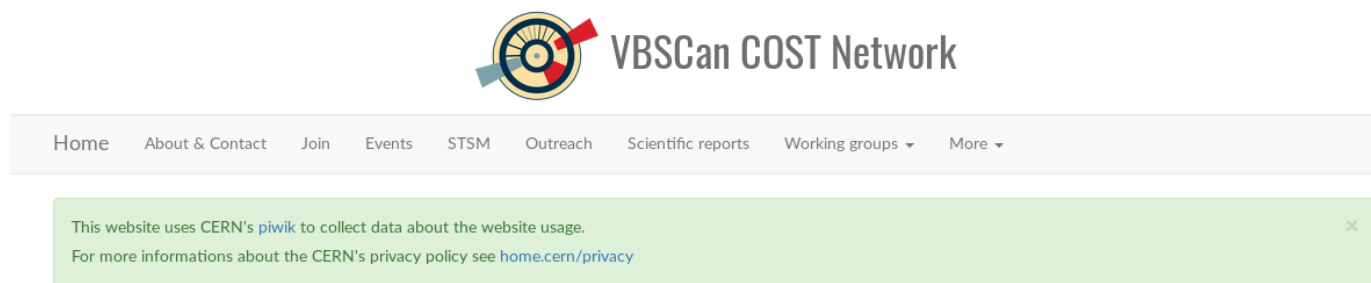 VBSCan COST Network
Home About & Contact Join Events STSM Outreach Scientific reports Working groups More
This website uses CERN's piwik to collect data about the website usage. ×
For more informations about the CERN's privacy policy see home.cern/privacy